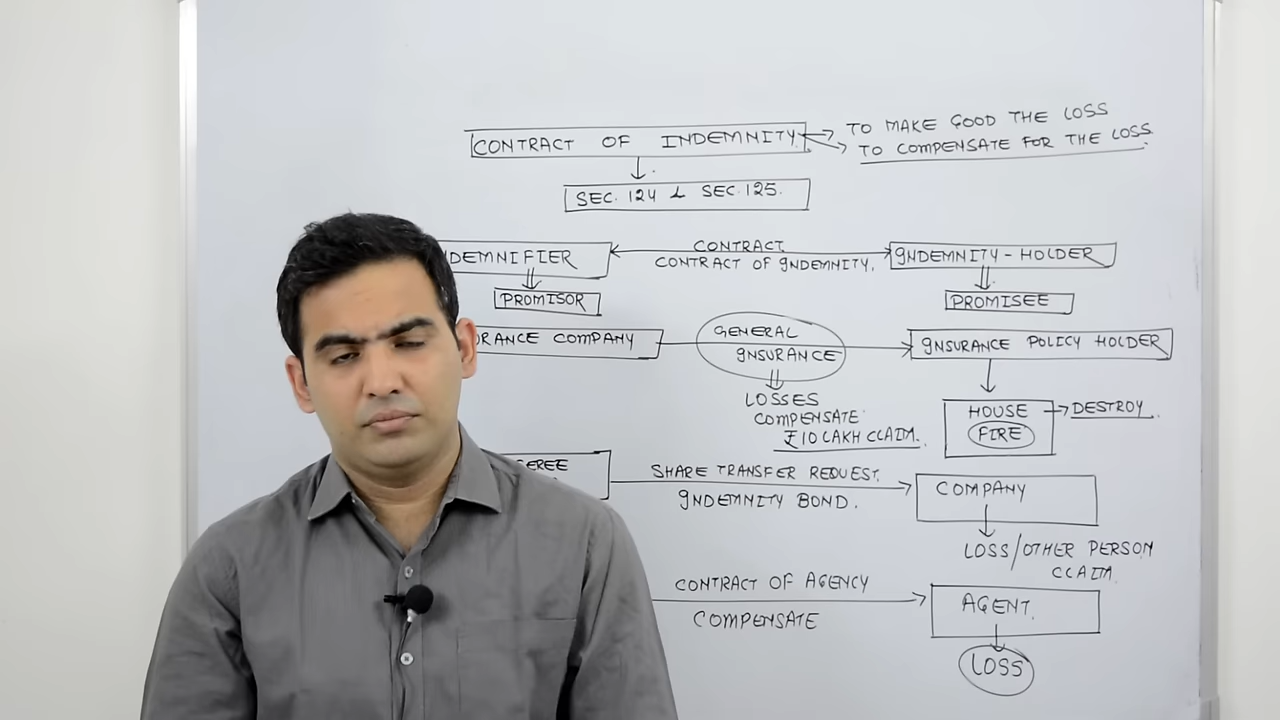 CONTRACT OF INDEMNITY
TO MAKE GOOD THE LOSS
TO COMPENSATE FOR THE LOSS
SEC. 124 & SEC. 125.
NDEMNIFIER
CONTRACT
CONTRACT OF INDEMNITY.
INDEMNITY-HOLDER
PROMISOR
PROMISEE
RANCE COMPANY
GENERAL
INSURANCE
INSURANCE POLICY HOLDER
LOSSES
COMPENSATE
₹10 LAKH CLAIM.
HOUSE
FIRE
DESTROY.
EREE
SHARE TRANSFER REQUEST.
INDEMNITY BOND.
COMPANY
LOSS/OTHER PERSON
CLAIM.
CONTRACT OF AGENCY
COMPENSATE
AGENT.
LOSS